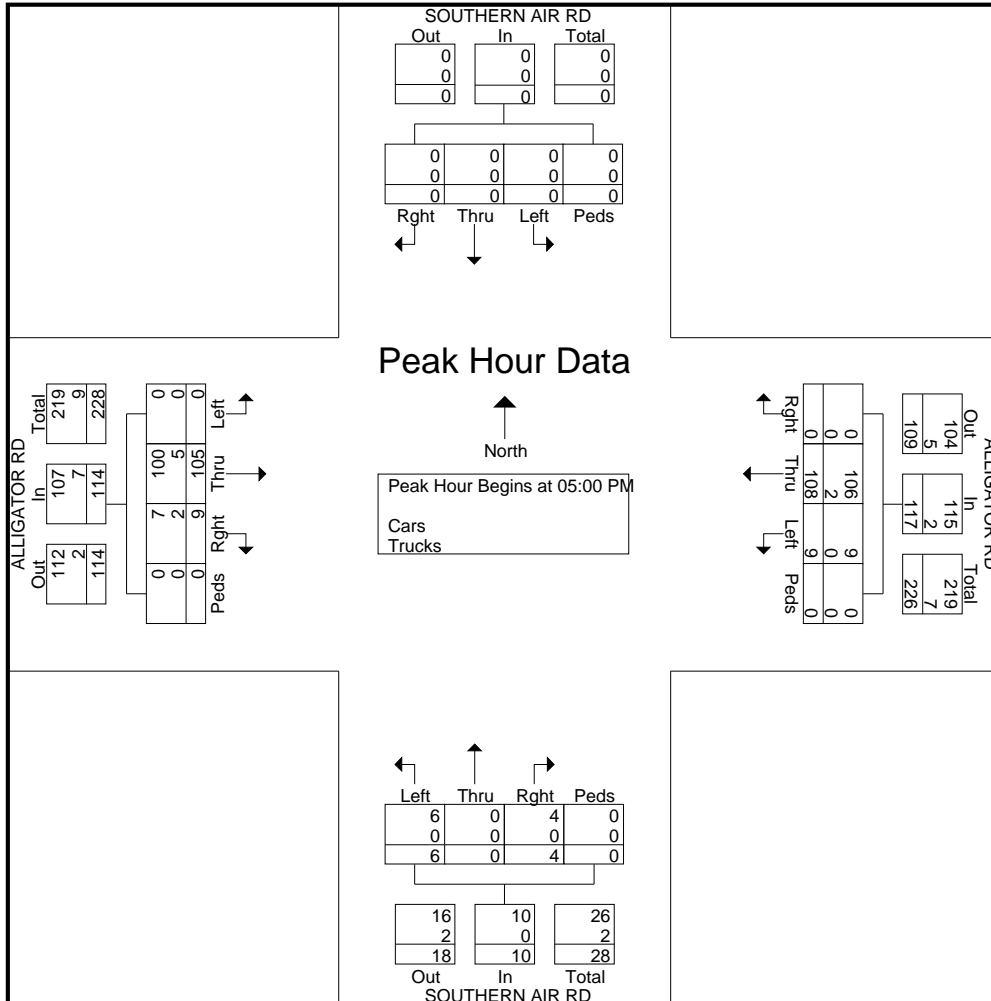 SOUTHERN AIR RD
Out In Total
0 0 0
0 0 0
0 0 0
0 0 0 0
0 0 0 0
0 0 0 0
Rght Thru Left Peds
Peak Hour Data
North
Peak Hour Begins at 05:00 PM
Cars
Trucks
ALLIGATOR RD
Out In Total
112 107 219
2 7 9
114 114 228
Peds Rght Thru Left
0 7 100 0
0 2 5 0
0 9 105 0
ALLIGATOR RD
Out In Total
104 115 219
5 2 7
109 117 226
Rght Thru Left Peds
0 106 9 0
0 2 0 0
0 108 9 0
Left Thru Rght Peds
6 0 4 0
0 0 0 0
6 0 4 0
16 10 26
2 0 2
18 10 28
Out In Total
SOUTHERN AIR RD